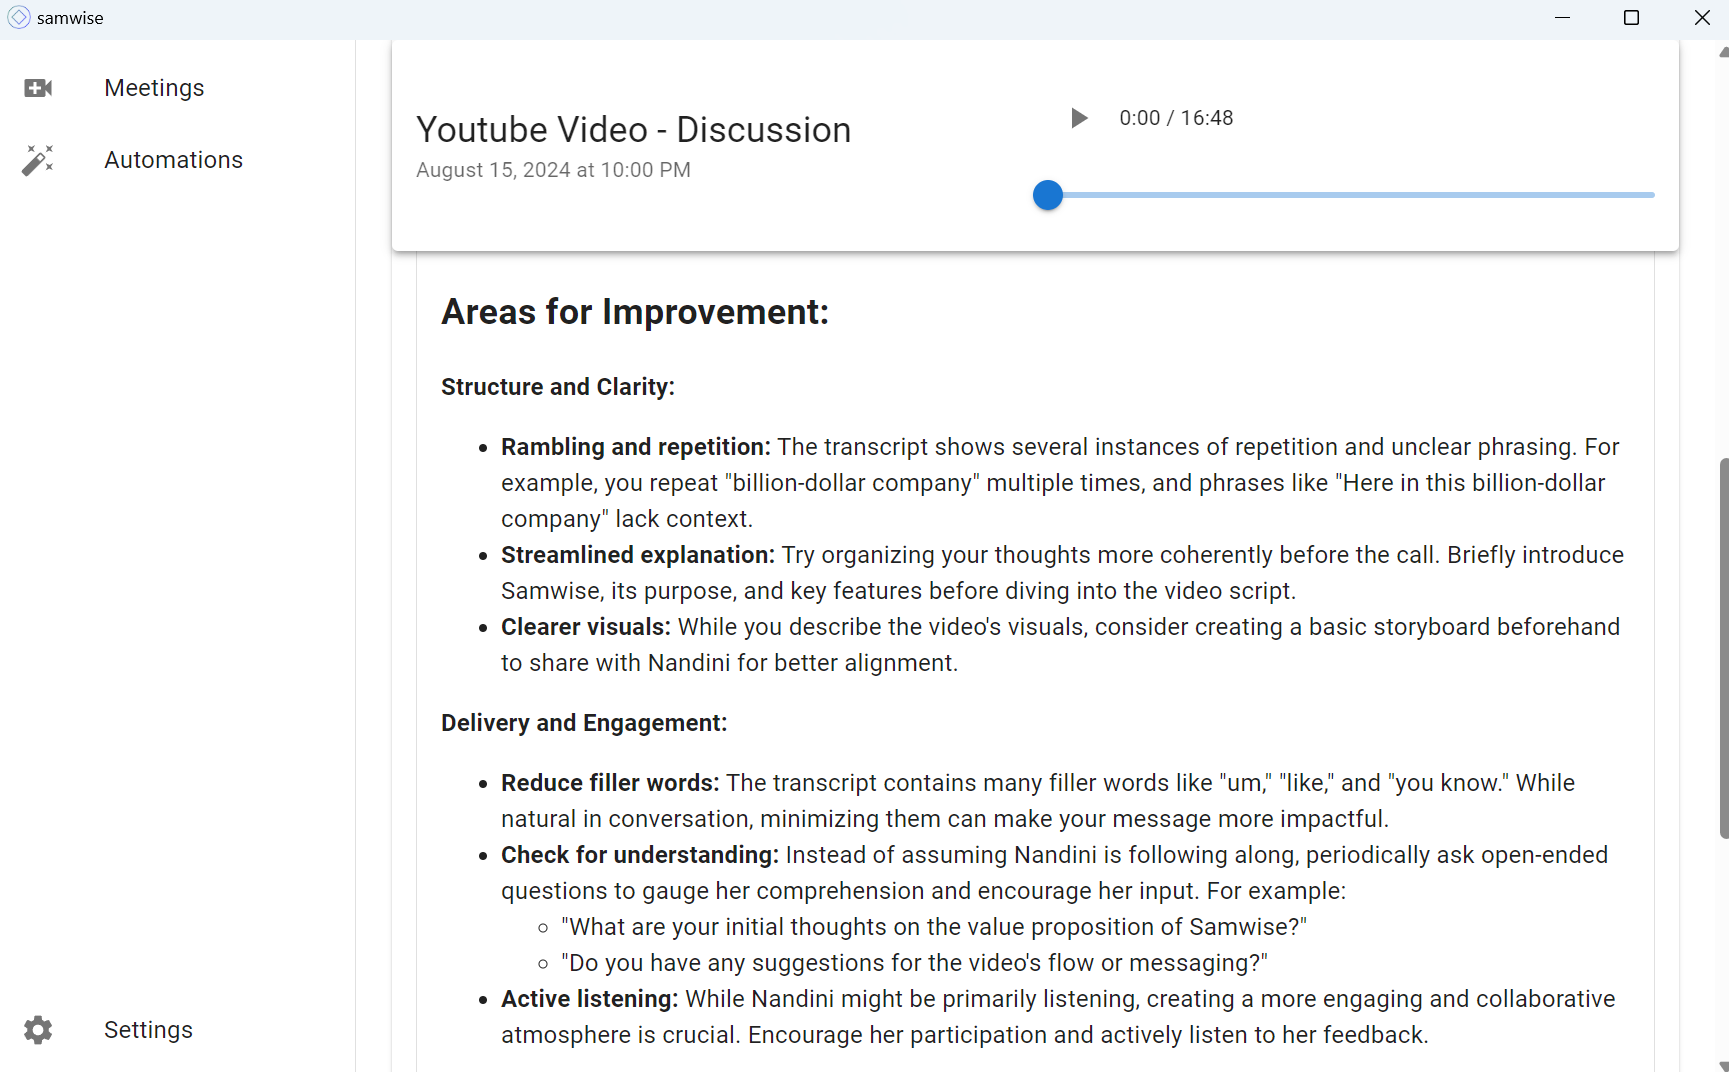 samwise
Meetings
Automations
Youtube Video - Discussion
August 15, 2024 at 10:00 PM
0:00 / 16:48
Areas for Improvement:
Structure and Clarity:
Rambling and repetition: The transcript shows several instances of repetition and unclear phrasing. For
example, you repeat "billion-dollar company" multiple times, and phrases like "Here in this billion-dollar
company" lack context.
Streamlined explanation: Try organizing your thoughts more coherently before the call. Briefly introduce
Samwise, its purpose, and key features before diving into the video script.
Clearer visuals: While you describe the video's visuals, consider creating a basic storyboard beforehand
to share with Nandini for better alignment.
Delivery and Engagement:
Reduce filler words: The transcript contains many filler words like "um," "like," and "you know." While
natural in conversation, minimizing them can make your message more impactful.
Check for understanding: Instead of assuming Nandini is following along, periodically ask open-ended
questions to gauge her comprehension and encourage her input. For example:
"What are your initial thoughts on the value proposition of Samwise?"
"Do you have any suggestions for the video's flow or messaging?"
Active listening: While Nandini might be primarily listening, creating a more engaging and collaborative
atmosphere is crucial. Encourage her participation and actively listen to her feedback.
Settings